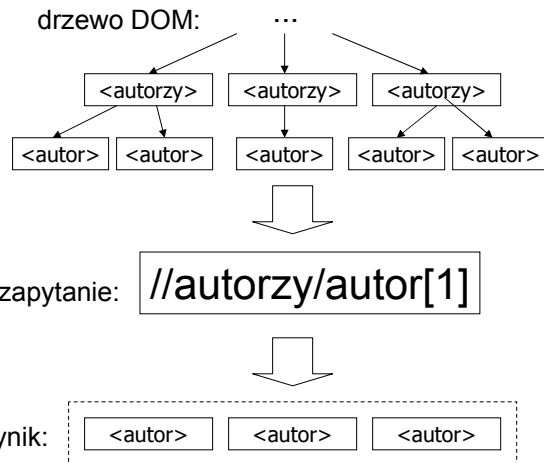 drzewo DOM: ...
<autorzy> <autorzy> <autorzy>
<autor> <autor> <autor> <autor> <autor>
zapytanie: //autorzy/autor[1]
ynik: <autor> <autor> <autor>